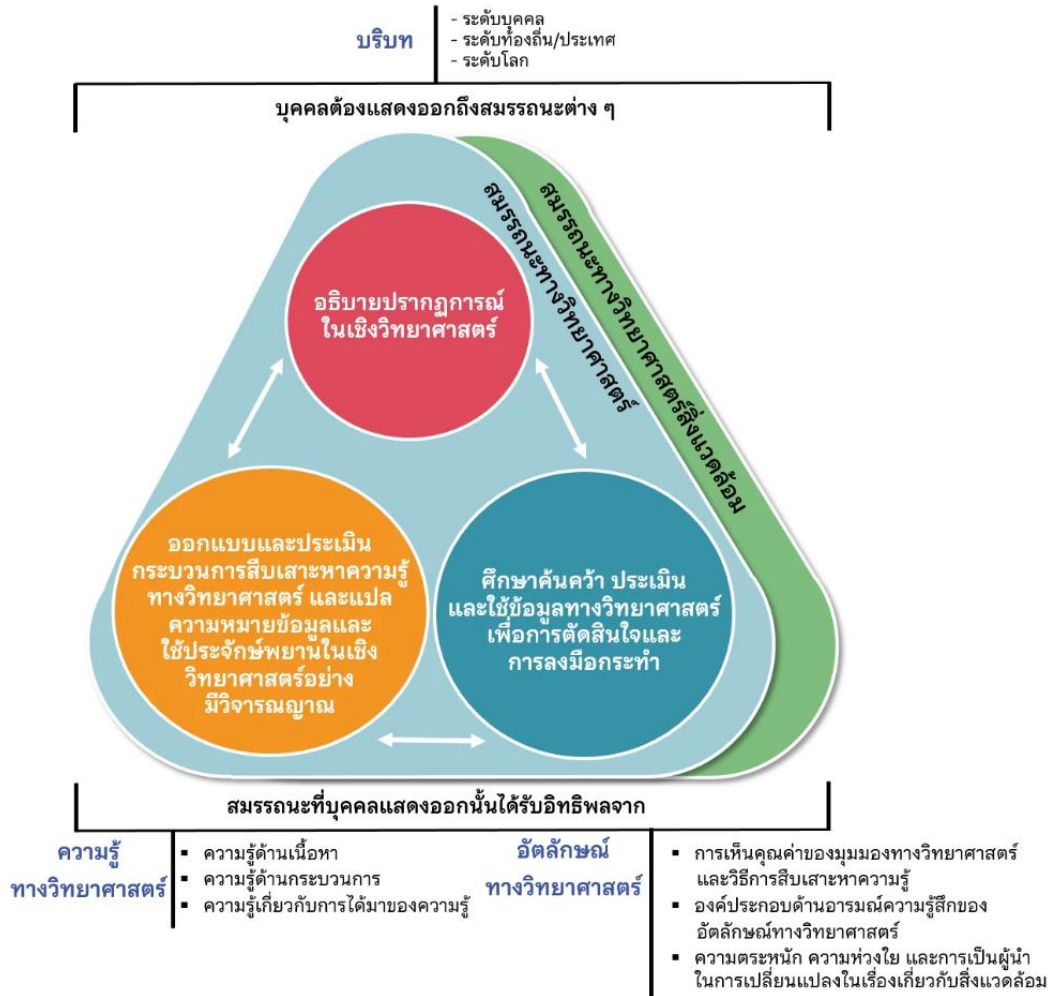 บริบท
- ระดับบุคคล
- ระดับท้องถิ่น/ประเทศ
- ระดับโลก
บุคคลต้องแสดงออกถึงสมรรถนะต่าง ๆ
สมรรถนะทางวิทยาศาสตร์
สมรรถนะทางวิทยาศาสตร์สิ่งแวดล้อม
อธิบายปรากฏการณ์
ในเชิงวิทยาศาสตร์
ออกแบบและประเมิน
กระบวนการสืบเสาะหาความรู้
ทางวิทยาศาสตร์ และแปล
ความหมายข้อมูลและ
ใช้ประจักษ์พยานในเชิง
วิทยาศาสตร์อย่าง
มีวิจารณญาณ
ศึกษาค้นคว้า ประเมิน
และใช้ข้อมูลทางวิทยาศาสตร์
เพื่อการตัดสินใจและ
การลงมือกระทำ
สมรรถนะที่บุคคลแสดงออกนั้นได้รับอิทธิพลจาก
ความรู้
ทางวิทยาศาสตร์
▪ ความรู้ด้านเนื้อหา
▪ ความรู้ด้านกระบวนการ
▪ ความรู้เกี่ยวกับการได้มาของความรู้
อัตลักษณ์
ทางวิทยาศาสตร์
▪ การเห็นคุณค่าของมุมมองทางวิทยาศาสตร์
และวิธีการสืบเสาะหาความรู้
▪ องค์ประกอบด้านอารมณ์ความรู้สึกของ
อัตลักษณ์ทางวิทยาศาสตร์
▪ ความตระหนัก ความห่วงใย และการเป็นผู้นำ
ในการเปลี่ยนแปลงในเรื่องเกี่ยวกับสิ่งแวดล้อม